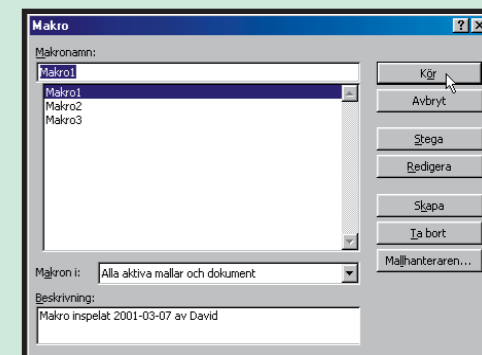 Makro
Makronamn:
Makro1
Makro1
Makro2
Makro3
Kör
Avbryt
Stega
Redigera
Skapa
Ta bort
Mallhanteraren...
Makron i:
Alla aktiva mallar och dokument
Beskrivning:
Makro inspelat 2001-03-07 av David